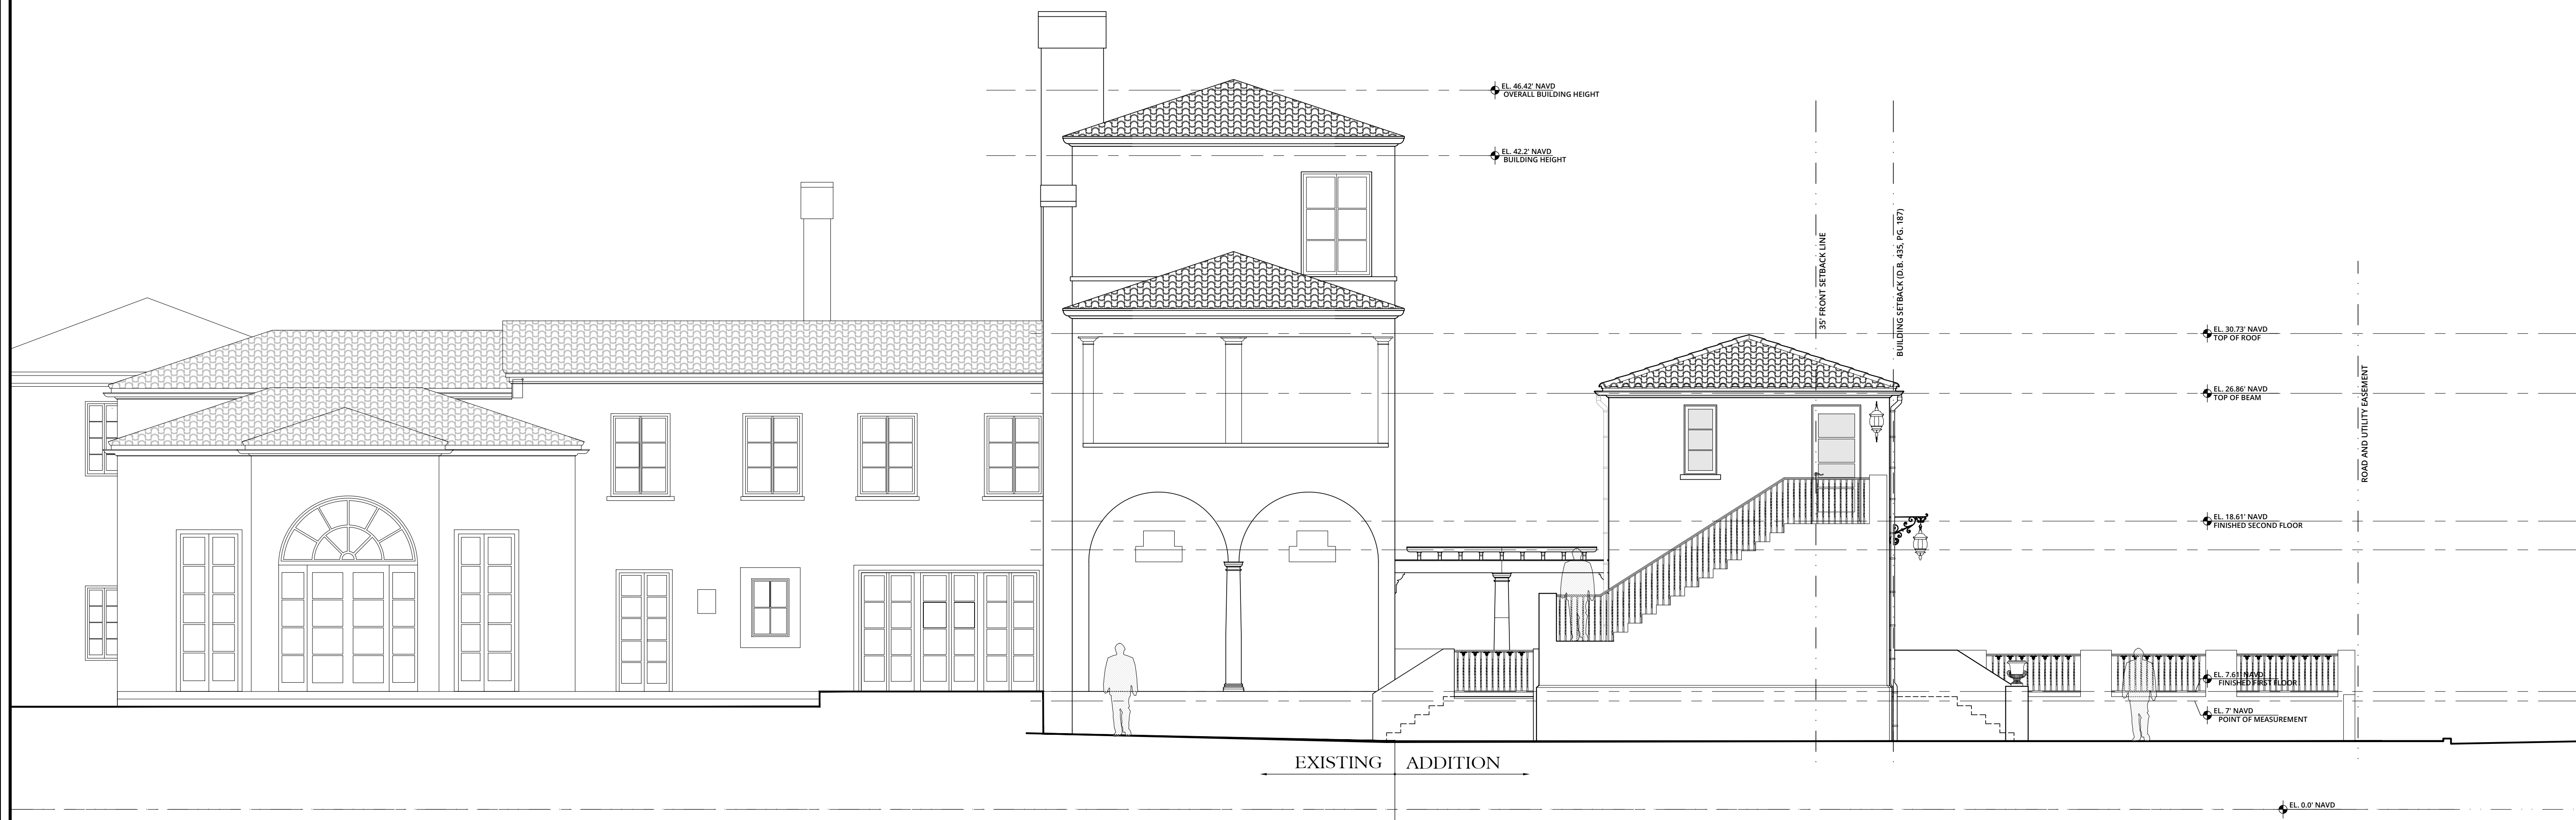 EL. 46.42' NAVD
OVERALL BUILDING HEIGHT
EL. 42.2' NAVD
BUILDING HEIGHT
35' FRONT SETBACK LINE
BUILDING SETBACK (D.B. 435, PG. 187)
EL. 30.73' NAVD
TOP OF ROOF
ROAD AND UTILITY EASEMENT
EL. 26.86' NAVD
TOP OF BEAM
EL. 18.61' NAVD
FINISHED SECOND FLOOR
EL. 7.61' NAVD
FINISHED FIRST FLOOR
EL. 7' NAVD
POINT OF MEASUREMENT
EXISTING ADDITION
EL. 0.0' NAVD